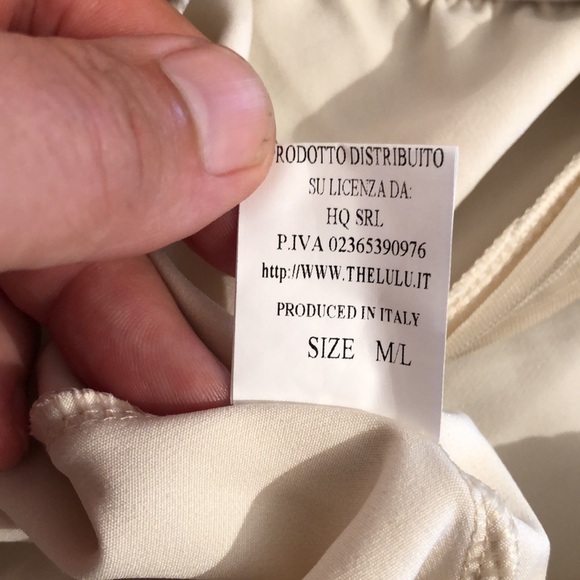 RODOTTO DISTRIBUITO
SU LICENZA DA:
HQ SRL
P.IVA 02365390976
http://WWW.THELULU.IT
PRODUCED IN ITALY
SIZE M/L